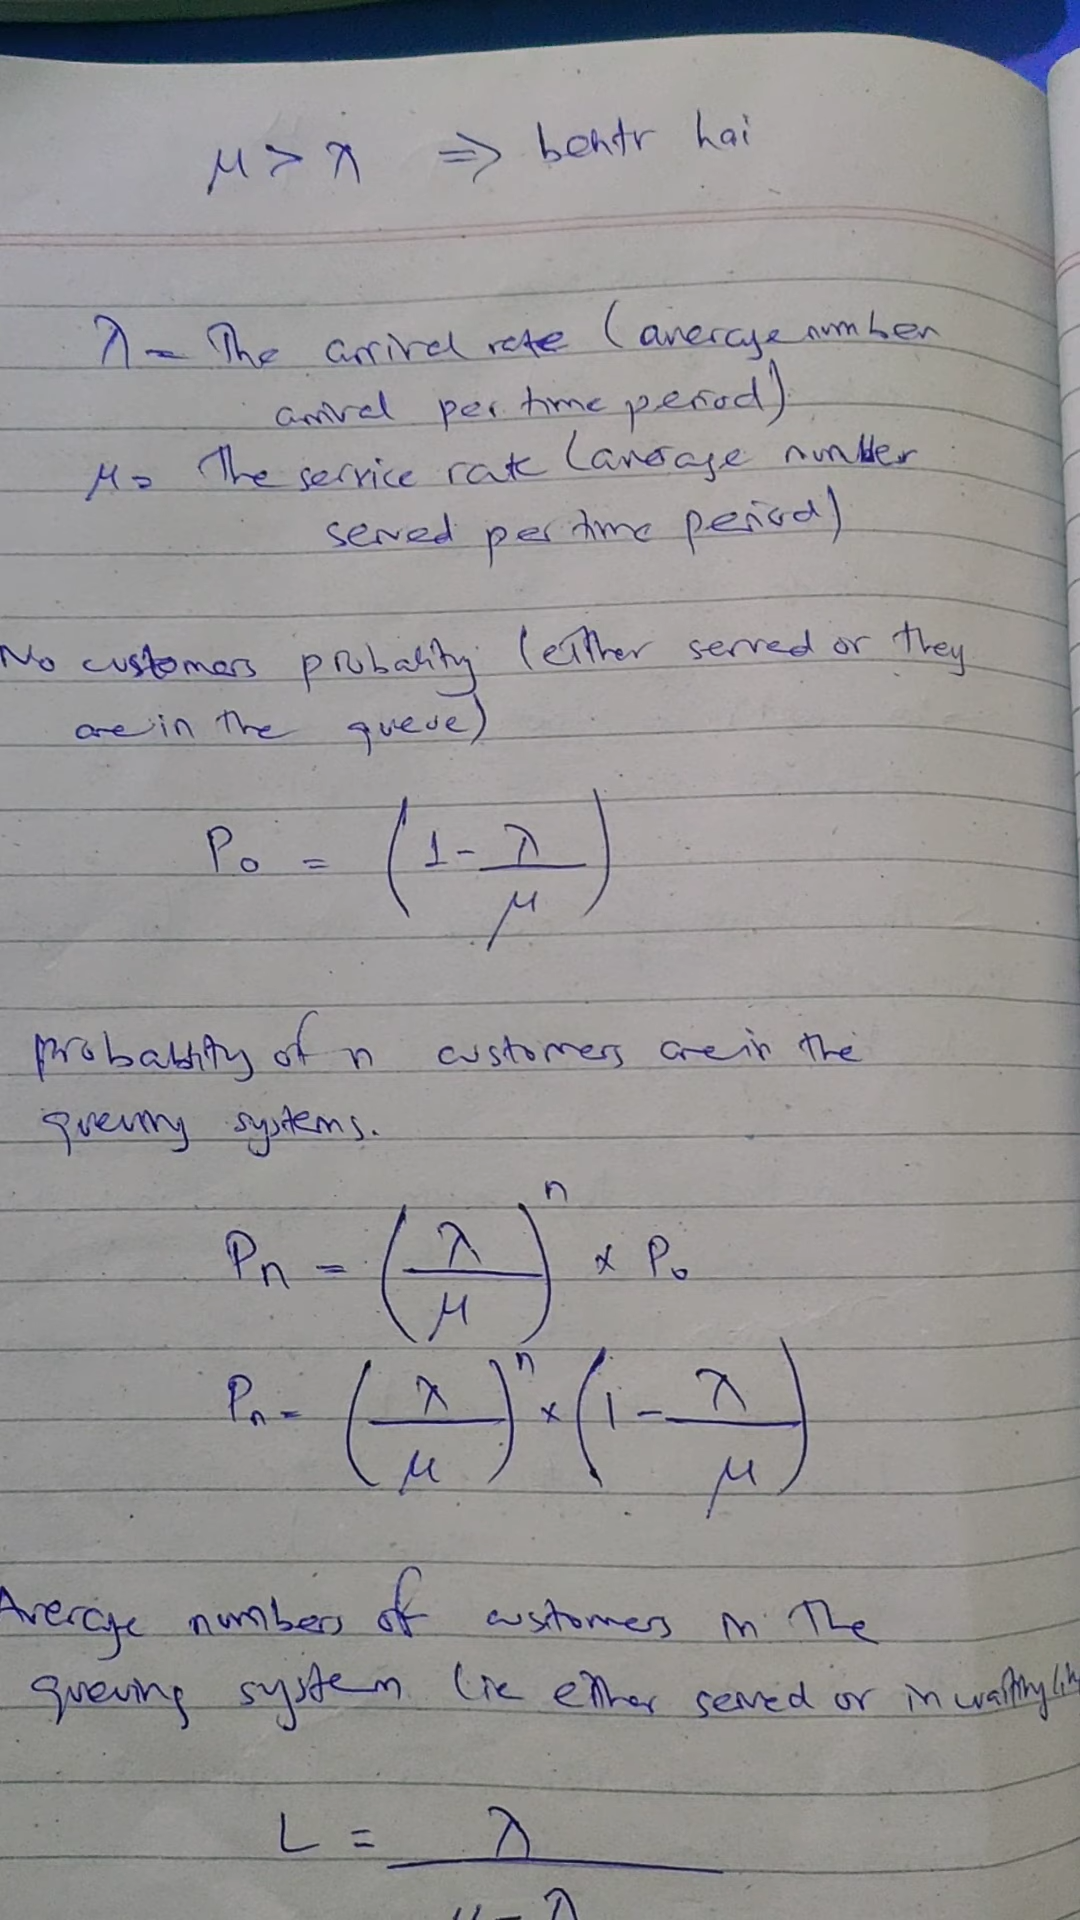 μ > λ ⇒ behtr hai
λ = The arrival rate (average number
arrival per time period)
μ = The service rate (average number
served per time period)
No customers probality (either served or they
are in the queue)
P₀ = (1 - λ/μ)
probability of n customers are in the
queuing systems.
Pₙ = (λ/μ)ⁿ × P₀
Pₙ = (λ/μ)ⁿ × (1 - λ/μ)
Average numbers of customers in the
queuing system (ie either served or in waiting
L = λ/(μ - λ)